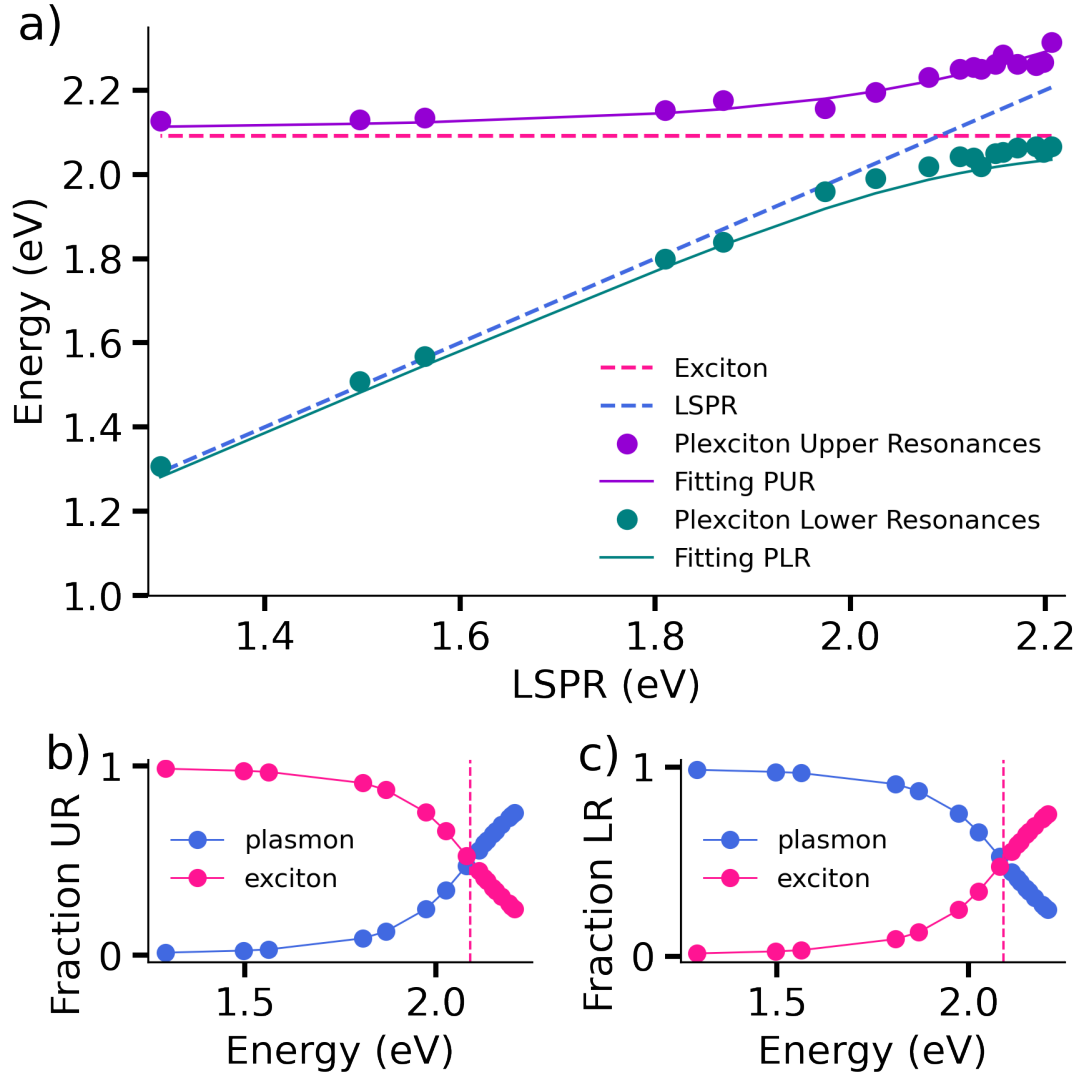 a)
Energy (eV)
2.2
2.0
1.8
1.6
1.4
1.2
1.0
Exciton
LSPR
Plexciton Upper Resonances
Fitting PUR
Plexciton Lower Resonances
Fitting PLR
1.4 1.6 1.8 2.0 2.2
LSPR (eV)
b)
Fraction UR
1
0
plasmon
exciton
1.5 2.0
Energy (eV)
c)
Fraction LR
1
0
plasmon
exciton
1.5 2.0
Energy (eV)